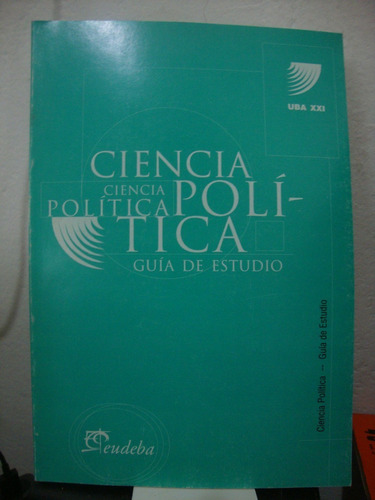 UBA XXI
CIENCIA
CIENCIA
POLÍTICA
POLÍ-
TICA
GUÍA DE ESTUDIO
Ciencia Política — Guía de Estudio
eudeba